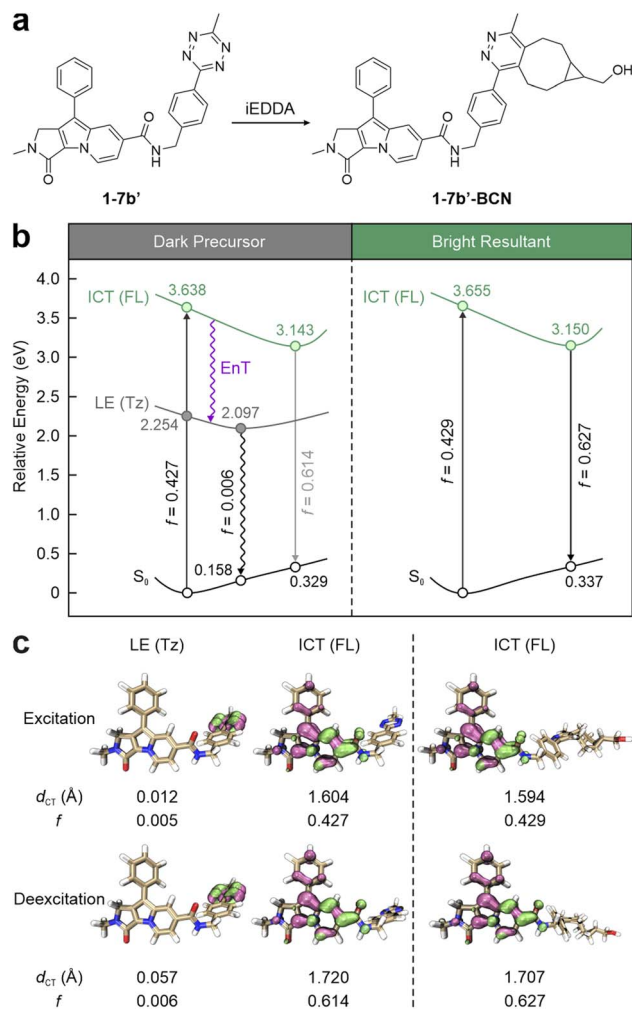 a
N
N
N
N
N
N
OH
O
N
H
iEDDA
O
N
H
N
N
O
N
N
O
1-7b'
1-7b'-BCN
b
Dark Precursor
Bright Resultant
Relative Energy (eV)
4.0
3.5
3.0
2.5
2.0
1.5
1.0
0.5
0
ICT (FL)
3.638
3.143
EnT
LE (Tz)
2.254
2.097
f = 0.427
f = 0.006
f = 0.614
S₀
0.158
0.329
ICT (FL)
3.655
3.150
f = 0.429
f = 0.627
S₀
0.337
c
LE (Tz) ICT (FL) ICT (FL)
Excitation
d_CT (Å) 0.012 1.604 1.594
f 0.005 0.427 0.429
Deexcitation
d_CT (Å) 0.057 1.720 1.707
f 0.006 0.614 0.627